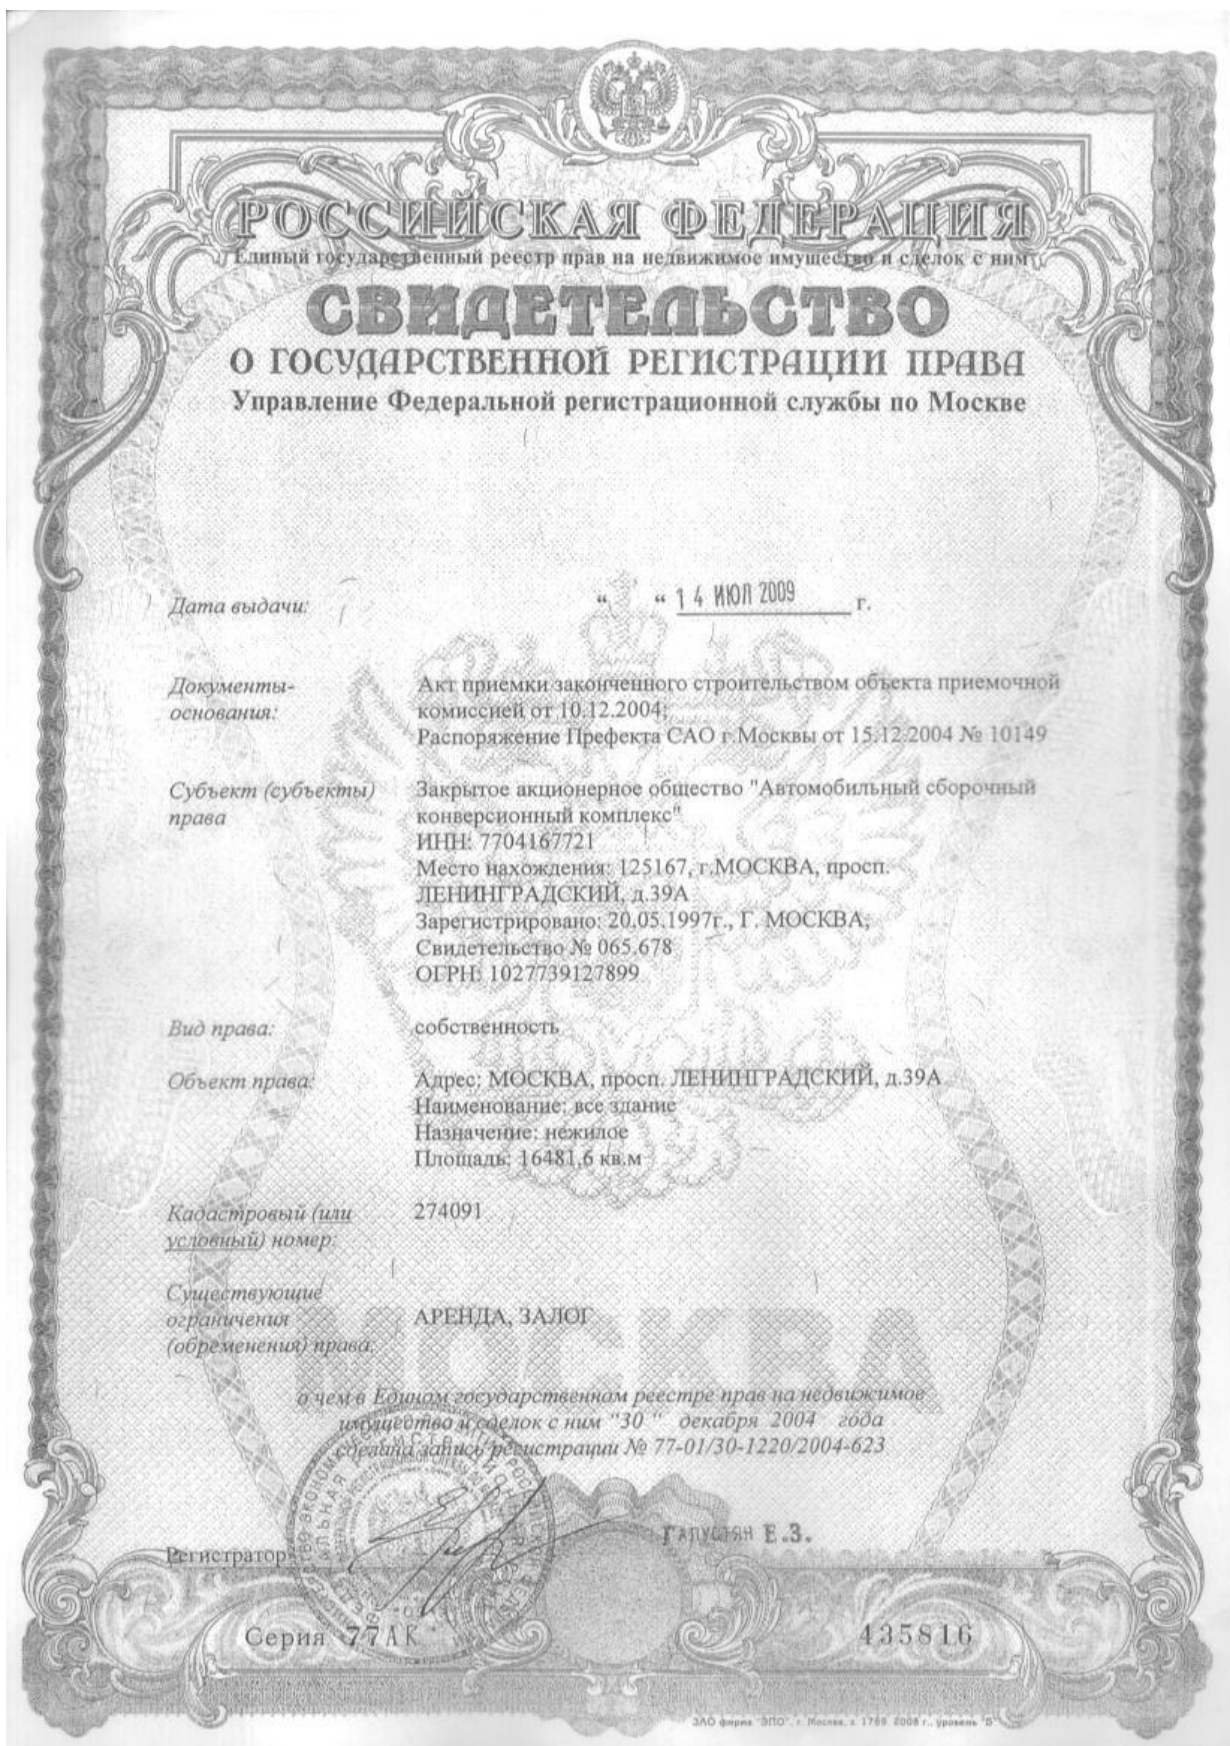 РОССИЙСКАЯ ФЕДЕРАЦИЯ
Единый государственный реестр прав на недвижимое имущество и сделок с ним
СВИДЕТЕЛЬСТВО
О ГОСУДАРСТВЕННОЙ РЕГИСТРАЦИИ ПРАВА
Управление Федеральной регистрационной службы по Москве
Дата выдачи: “ “ 14 ИЮЛ 2009 г.
Документы- Акт приемки законченного строительством объекта приемочной
основания: комиссией от 10.12.2004;
Распоряжение Префекта САО г.Москвы от 15.12.2004 № 10149
Субъект (субъекты) Закрытое акционерное общество "Автомобильный сборочный
права конверсионный комплекс"
ИНН: 7704167721
Место нахождения: 125167, г.МОСКВА, просп.
ЛЕНИНГРАДСКИЙ, д.39А
Зарегистрировано: 20.05.1997г., Г. МОСКВА;
Свидетельство № 065.678
ОГРН: 1027739127899
Вид права: собственность
Объект права: Адрес: МОСКВА, просп. ЛЕНИНГРАДСКИЙ, д.39А
Наименование: все здание
Назначение: нежилое
Площадь: 16481,6 кв.м
Кадастровый (или 274091
условный) номер:
Существующие
ограничения АРЕНДА, ЗАЛОГ
(обременения) права:
МОСКВА
о чем в Едином государственном реестре прав на недвижимое
имущество и сделок с ним "30 " декабря 2004 года
сделана запись регистрации № 77-01/30-1220/2004-623
Регистратор Е.З.
Серия 77АК 435816
ЗАО фирма "ЭПО", г. Москва, з. 1789 2008 г., уровень "Б"